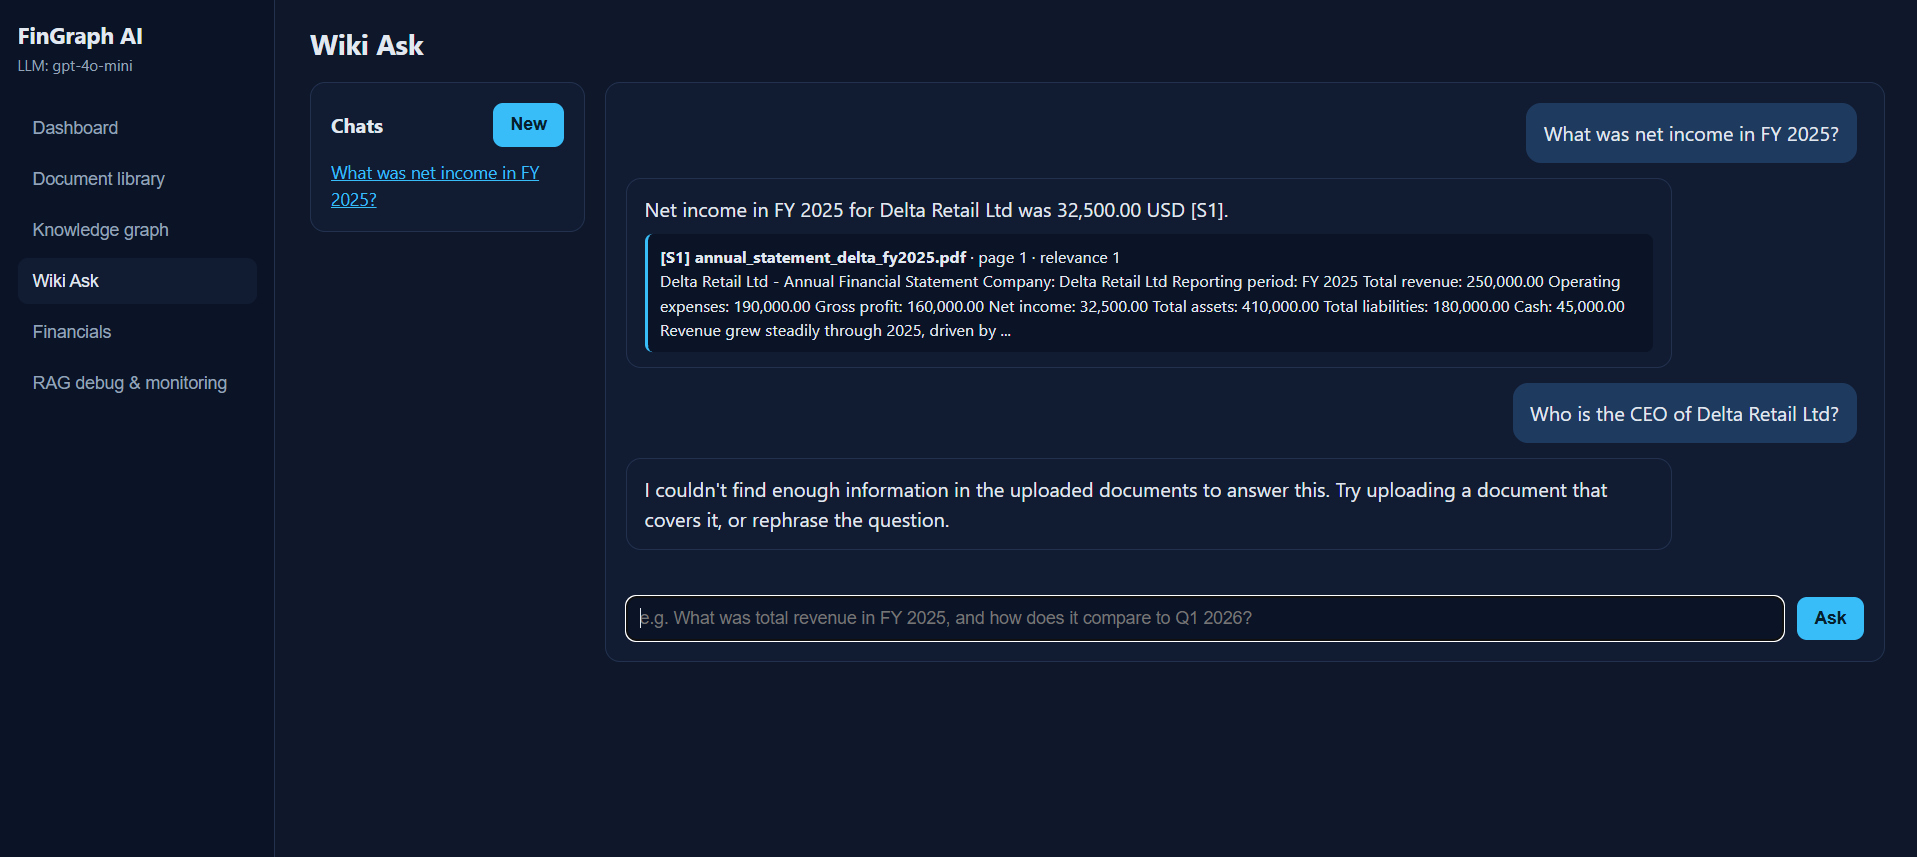 FinGraph AI
LLM: gpt-4o-mini
Dashboard
Document library
Knowledge graph
Wiki Ask
Financials
RAG debug & monitoring
Wiki Ask
Chats
New
What was net income in FY
2025?
What was net income in FY 2025?
Net income in FY 2025 for Delta Retail Ltd was 32,500.00 USD [S1].
[S1] annual_statement_delta_fy2025.pdf · page 1 · relevance 1
Delta Retail Ltd - Annual Financial Statement Company: Delta Retail Ltd Reporting period: FY 2025 Total revenue: 250,000.00 Operating
expenses: 190,000.00 Gross profit: 160,000.00 Net income: 32,500.00 Total assets: 410,000.00 Total liabilities: 180,000.00 Cash: 45,000.00
Revenue grew steadily through 2025, driven by ...
Who is the CEO of Delta Retail Ltd?
I couldn't find enough information in the uploaded documents to answer this. Try uploading a document that
covers it, or rephrase the question.
e.g. What was total revenue in FY 2025, and how does it compare to Q1 2026?
Ask